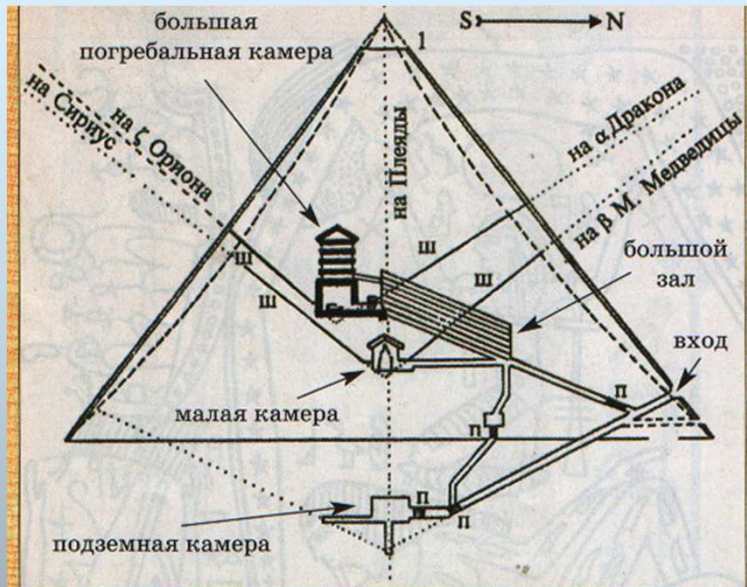 большая
погребальная камера
1
S N
на ζ Ориона
на Сириус
на Плеяды
на α Дракона
на β М. Медведицы
Ш
Ш
Ш
Ш
большой
зал
вход
малая камера
П
П
П
П
подземная камера